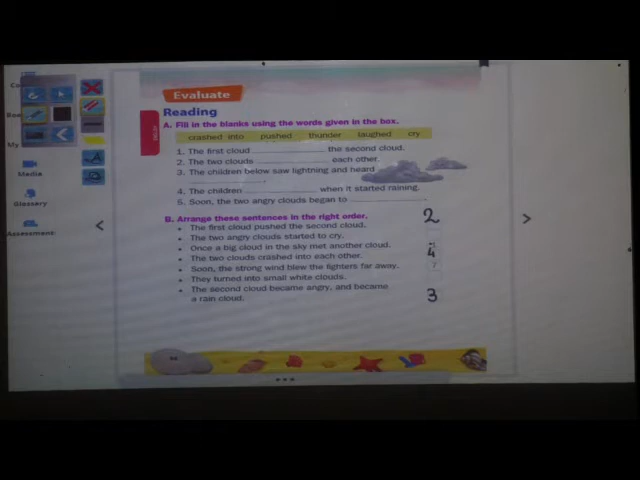 Evaluate
Reading
A. Fill in the blanks using the words given in the box.
crashed into pushed thunder laughed cry
1. The first cloud ____________ the second cloud.
2. The two clouds ____________ each other.
3. The children below saw lightning and heard
____________.
4. The children ____________ when it started raining.
5. Soon, the two angry clouds began to ____________.
B. Arrange these sentences in the right order.
• The first cloud pushed the second cloud. 2
• The two angry clouds started to cry.
• Once a big cloud in the sky met another cloud.
• The two clouds crashed into each other. 4
• Soon, the strong wind blew the fighters far away.
• They turned into small white clouds.
• The second cloud became angry, and became 3
a rain cloud.
My
Media
Glossary
Assessment